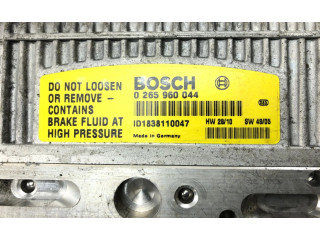 DO NOT LOOSEN
OR REMOVE -
CONTAINS
BRAKE FLUID AT
HIGH PRESSURE
BOSCH
0 265 960 044
ID1838110047
HW 28/10 SW 49/09
Made in Germany